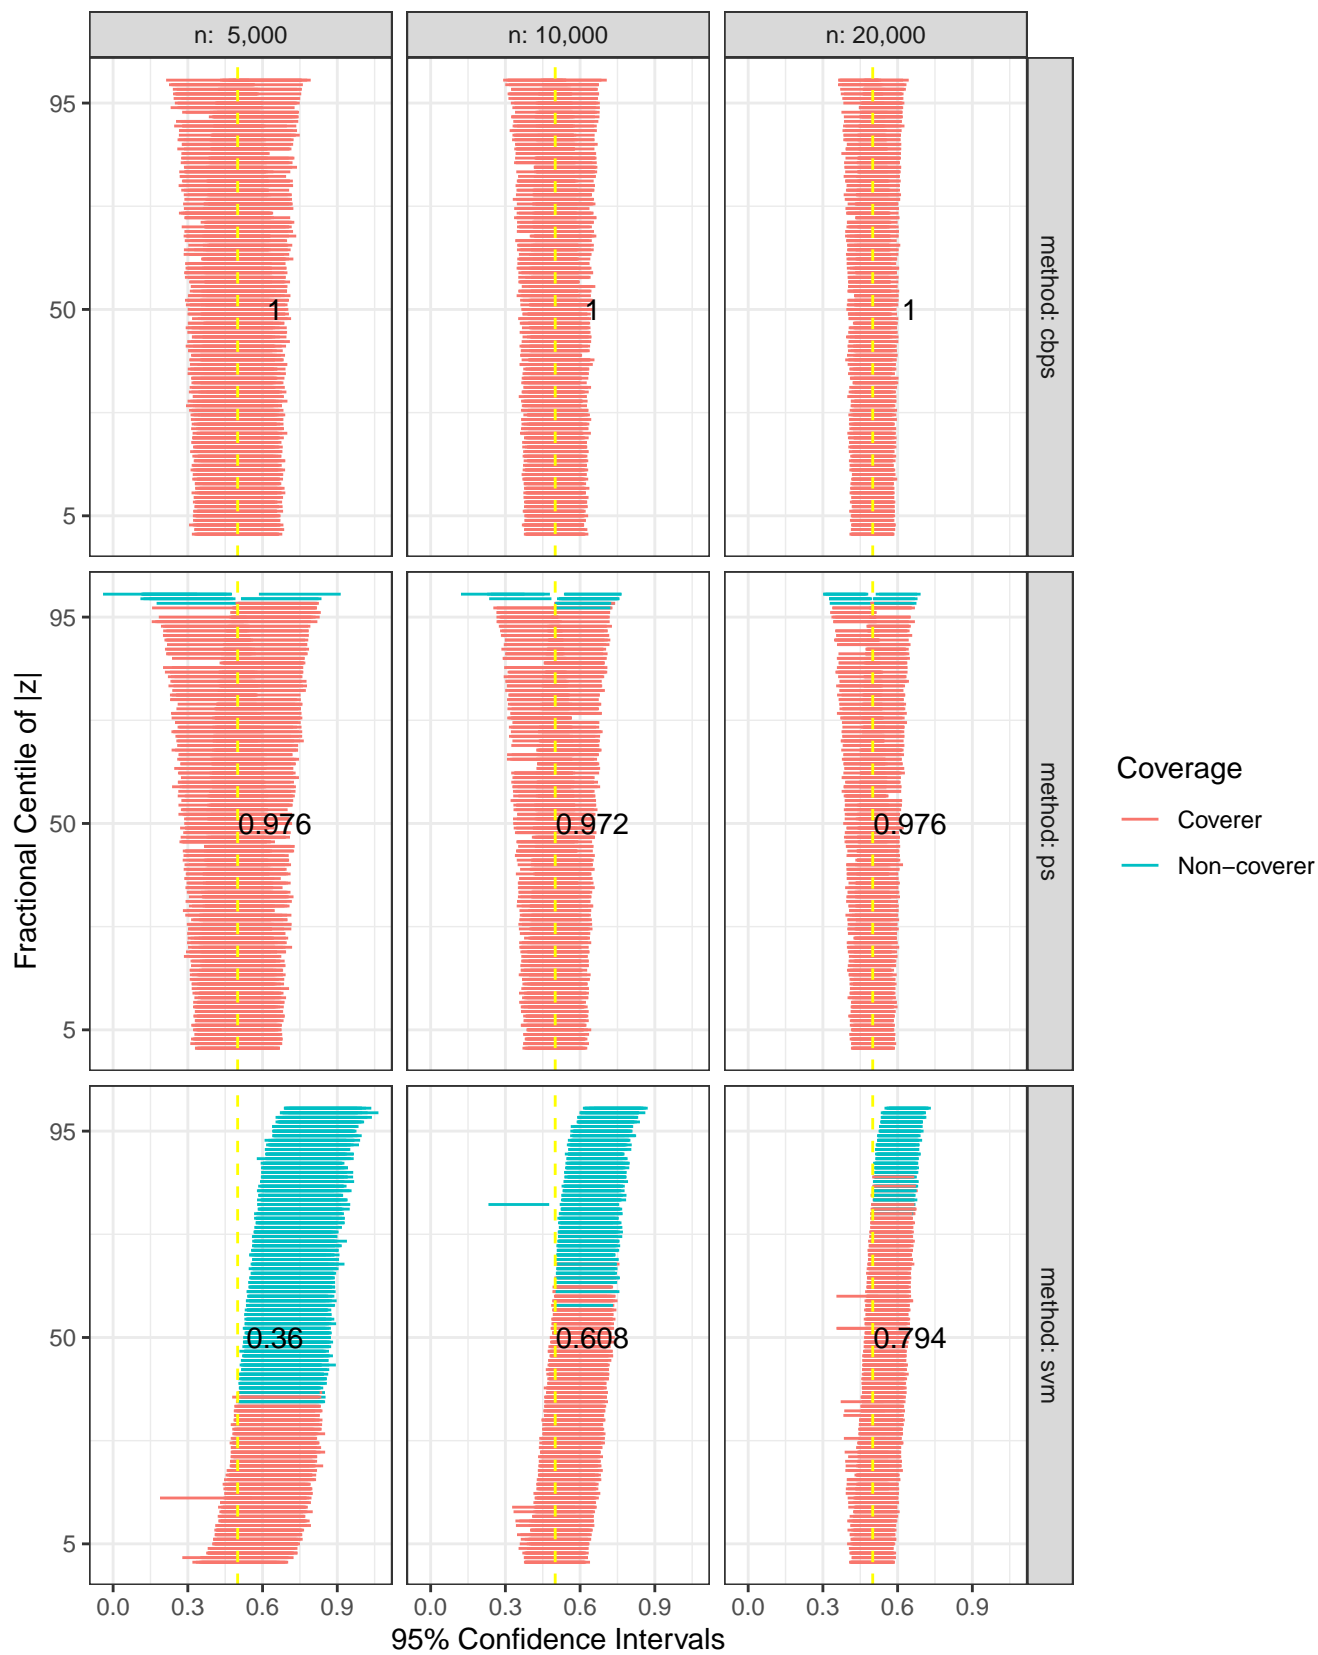 n:  5,000
n: 10,000
n: 20,000
95
50
5
1
1
1
method: cbps
95
50
5
0.976
0.972
0.976
method: ps
95
50
5
0.36
0.608
0.794
method: svm
Fractional Centile of |z|
0.0 0.3 0.6 0.9
0.0 0.3 0.6 0.9
0.0 0.3 0.6 0.9
95% Confidence Intervals
Coverage
Coverer
Non−coverer